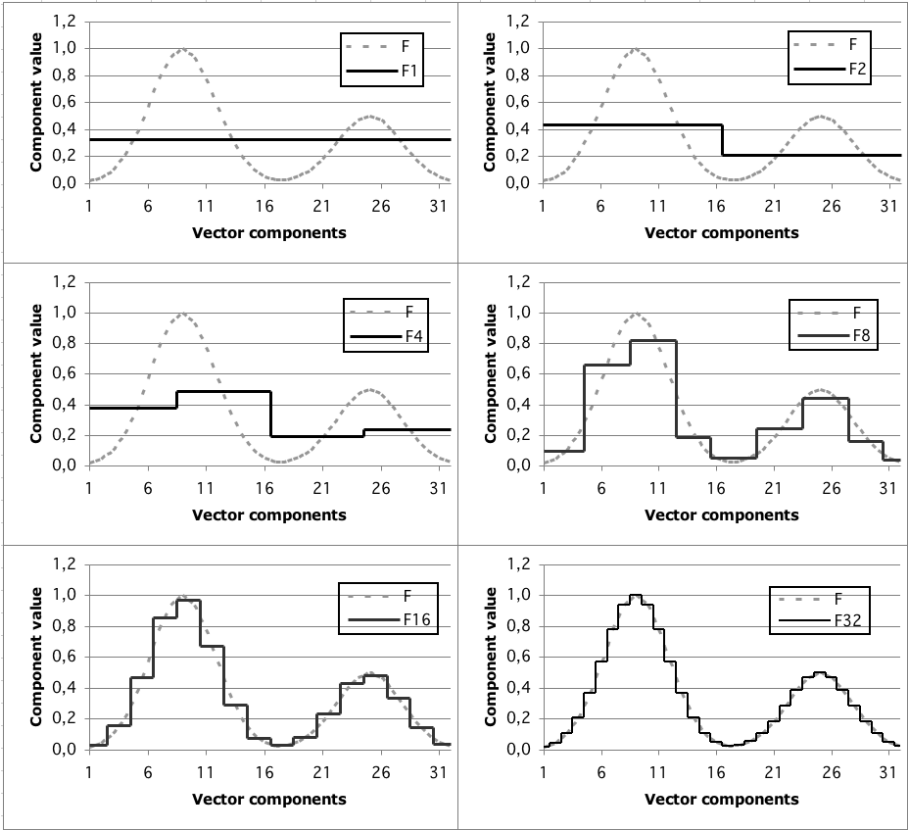 1,2
1,0
0,8
0,6
0,4
0,2
0,0
Component value
F
F1
1 6 11 16 21 26 31
Vector components
1,2
1,0
0,8
0,6
0,4
0,2
0,0
Component value
F
F2
1 6 11 16 21 26 31
Vector components
1,2
1,0
0,8
0,6
0,4
0,2
0,0
Component value
F
F4
1 6 11 16 21 26 31
Vector components
1,2
1,0
0,8
0,6
0,4
0,2
0,0
Component value
F
F8
1 6 11 16 21 26 31
Vector components
1,2
1,0
0,8
0,6
0,4
0,2
0,0
Component value
F
F16
1 6 11 16 21 26 31
Vector components
1,2
1,0
0,8
0,6
0,4
0,2
0,0
Component value
F
F32
1 6 11 16 21 26 31
Vector components